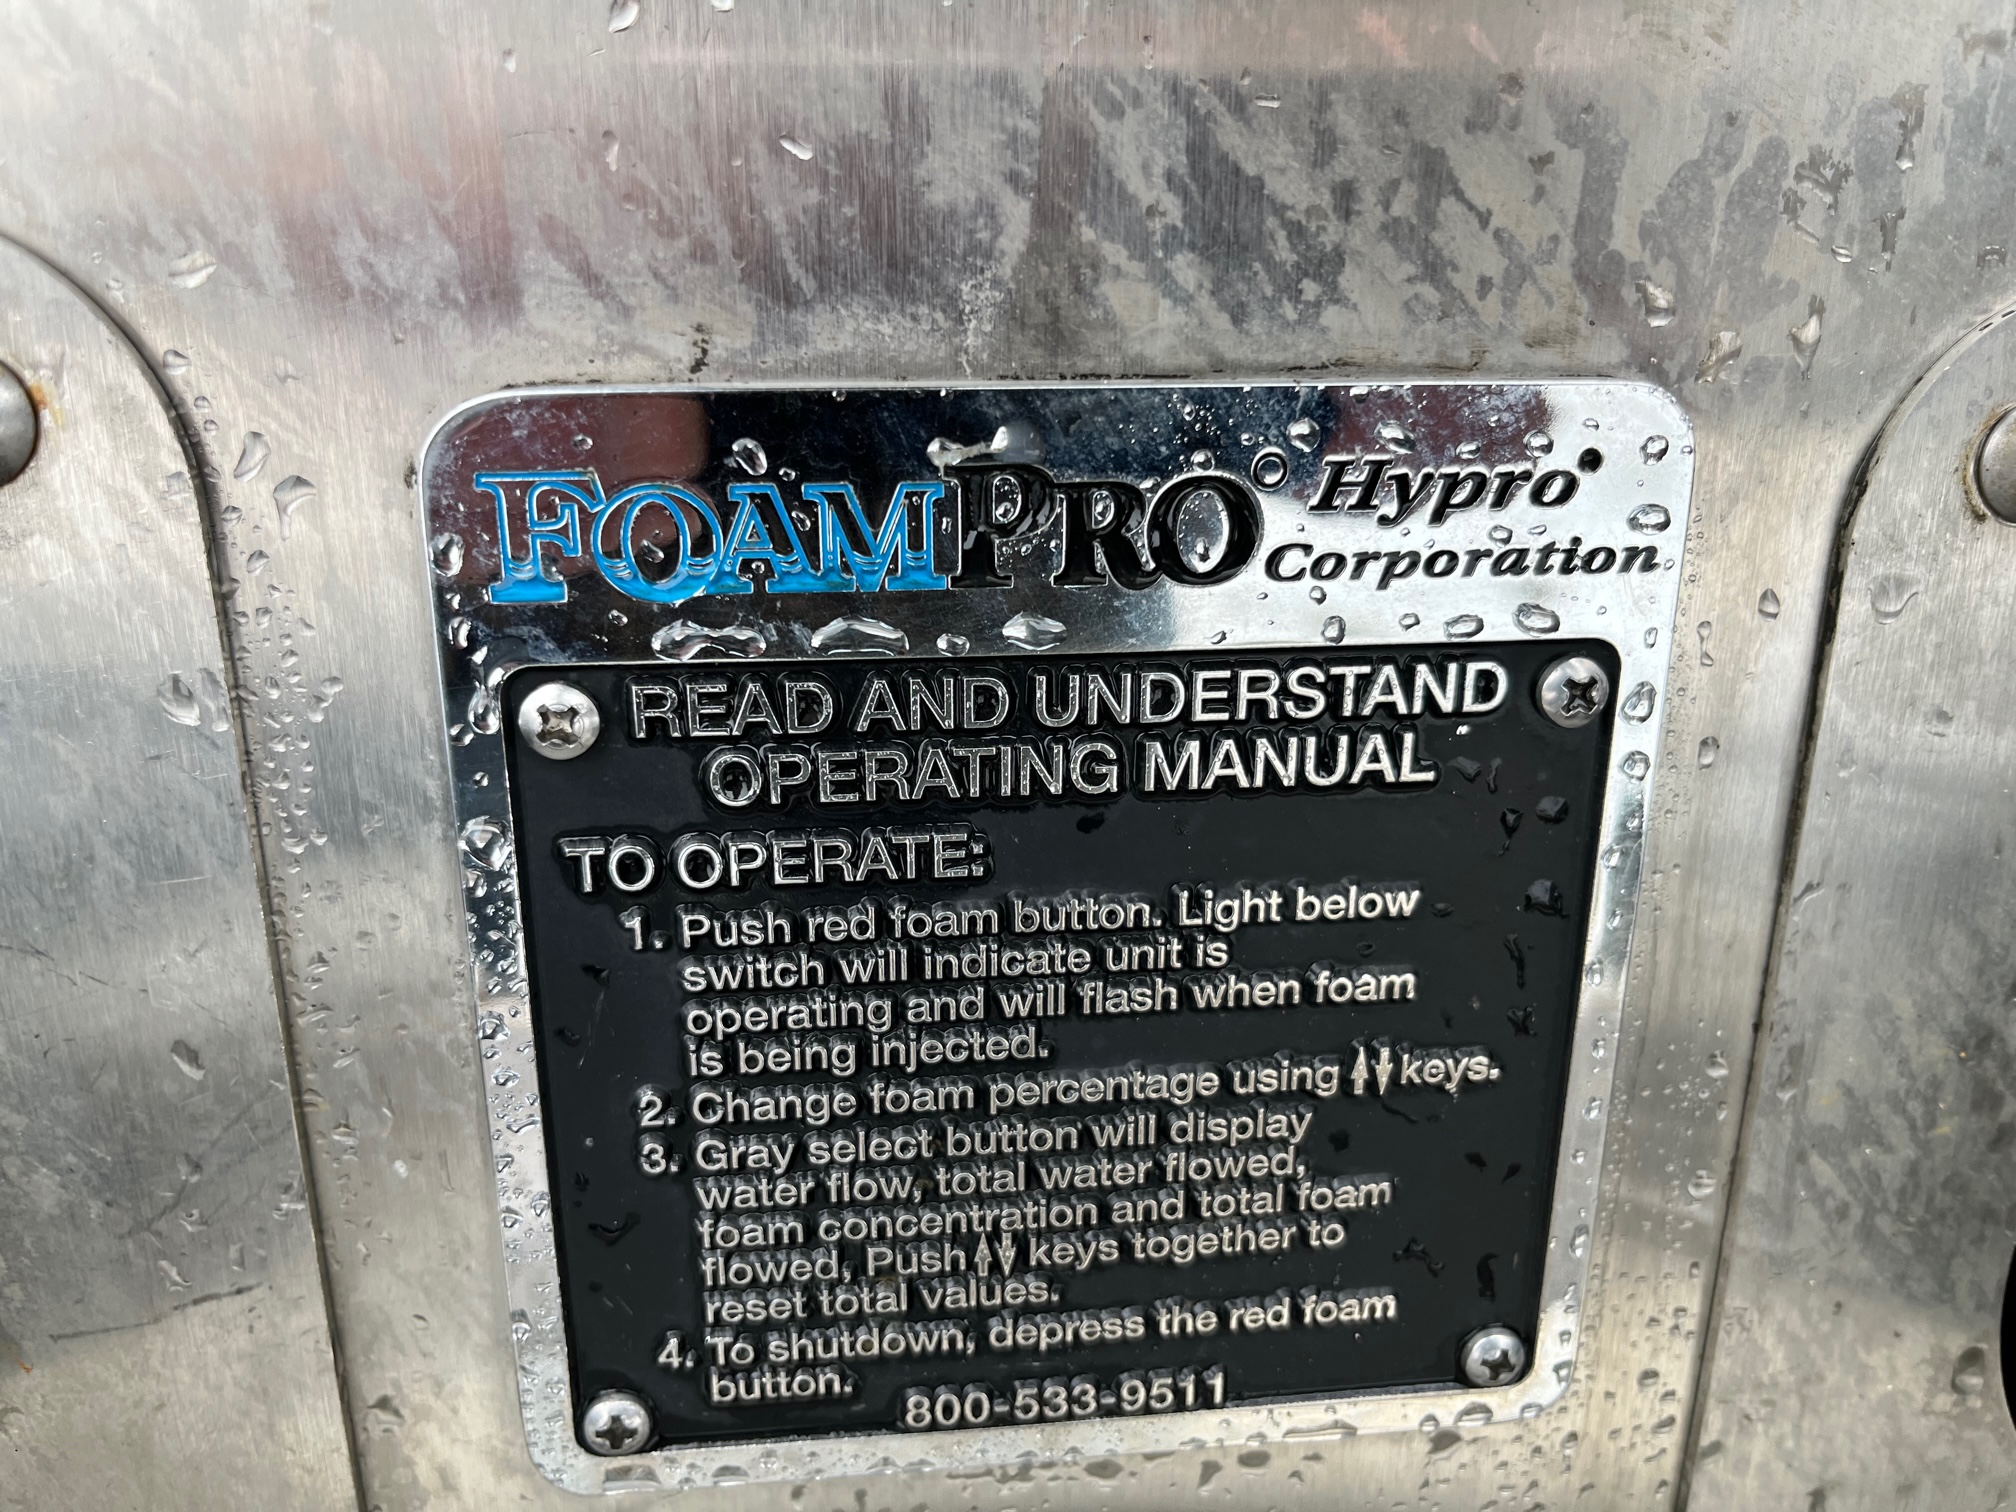 FOAMPRO® Hypro®
Corporation
READ AND UNDERSTAND
OPERATING MANUAL
TO OPERATE:
1. Push red foam button. Light below
switch will indicate unit is
operating and will flash when foam
is being injected.
2. Change foam percentage using ↑↓ keys.
3. Gray select button will display
water flow, total water flowed,
foam concentration and total foam
flowed, Push ↑↓ keys together to
reset total values.
4. To shutdown, depress the red foam
button.
800-533-9511